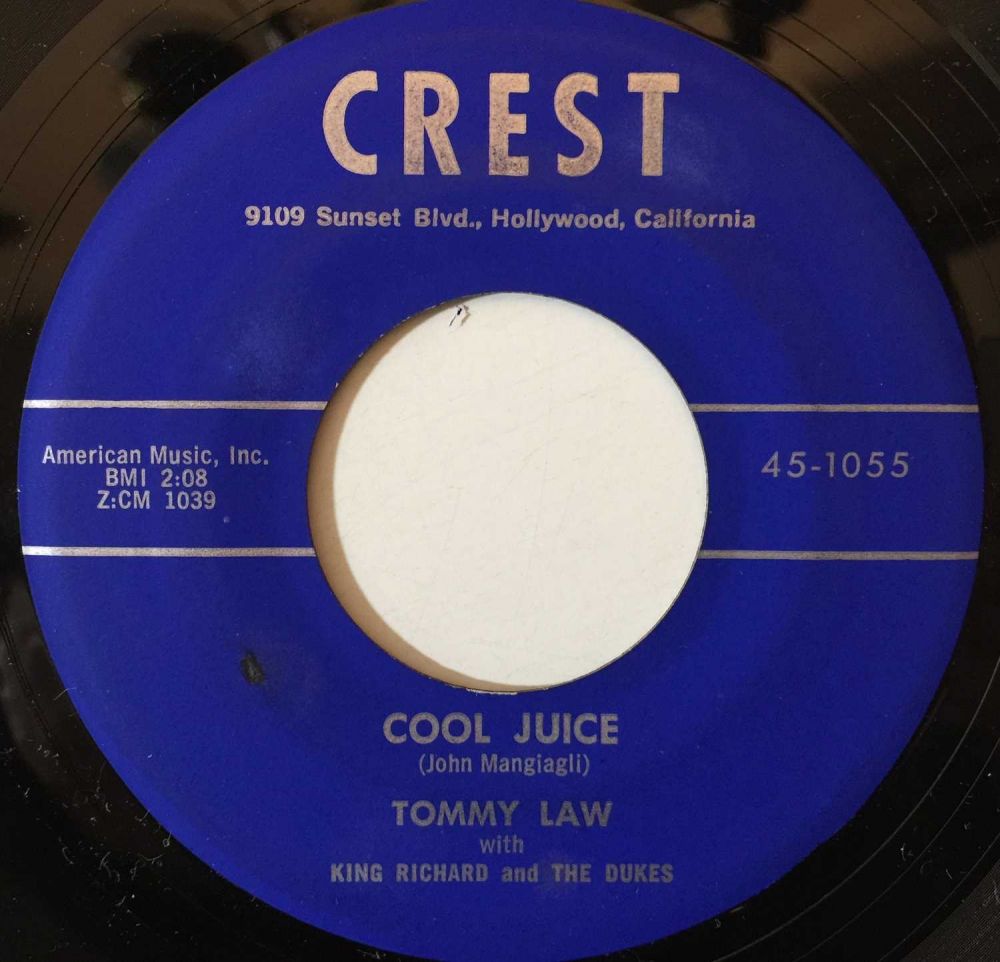 CREST
9109 Sunset Blvd., Hollywood, California
American Music, Inc.
BMI 2:08
Z:CM 1039
45-1055
COOL JUICE
(John Mangiagli)
TOMMY LAW
with
KING RICHARD and THE DUKES